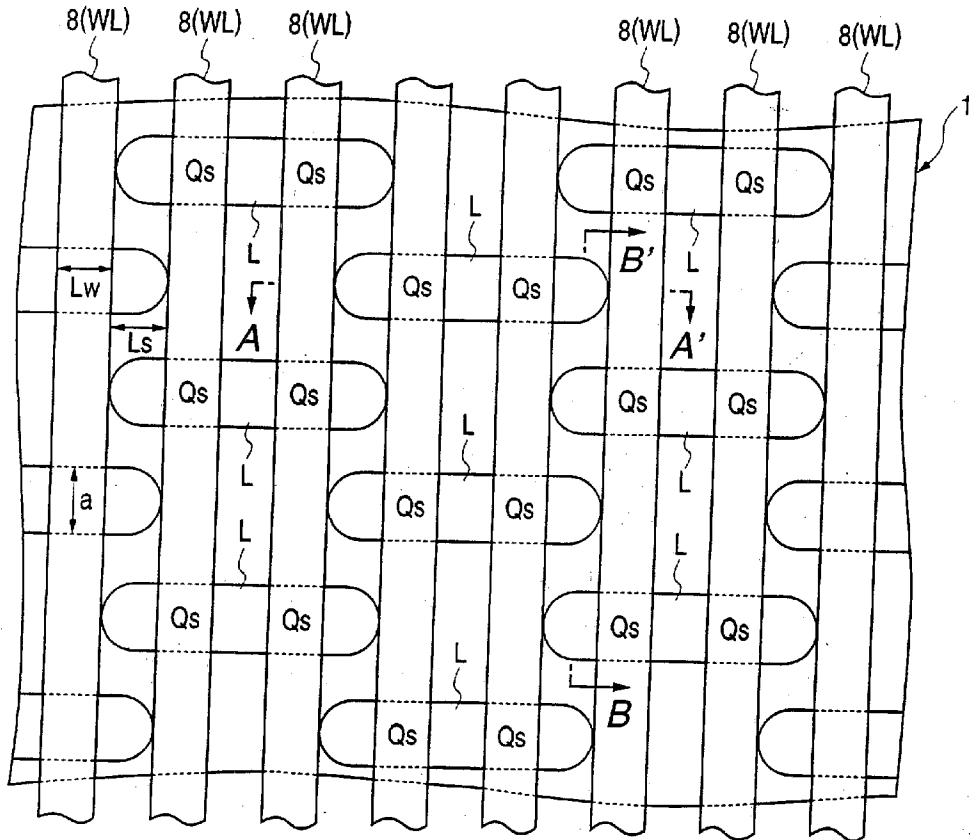 8(WL) 8(WL) 8(WL) 8(WL) 8(WL) 8(WL)
1
Qs Qs Qs Qs
L L L
B'
Lw Qs Qs
A A'
Ls
Qs Qs Qs Qs
L L L
a Qs Qs
L L
Qs Qs Qs Qs
L
B
Qs Qs